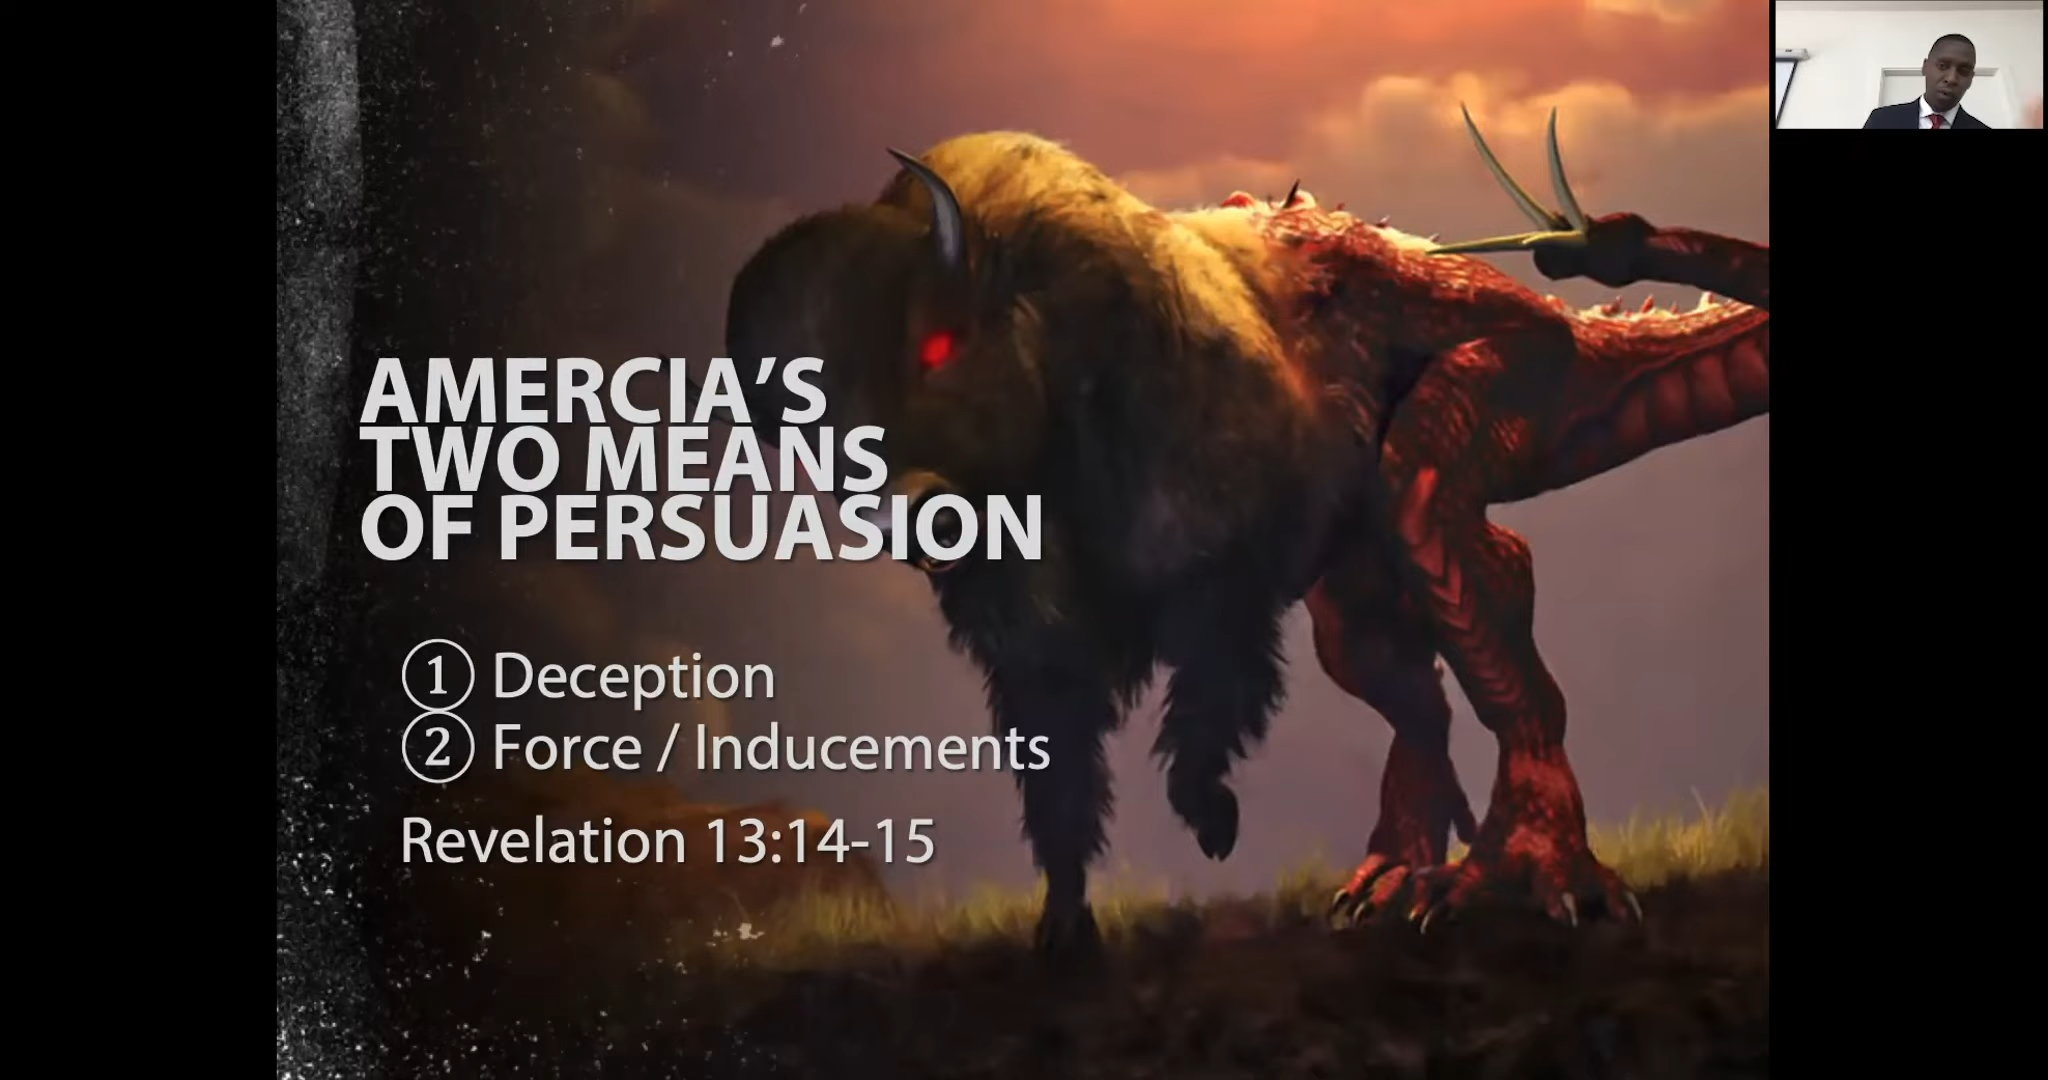 AMERCIA’S
TWO MEANS
OF PERSUASION
1 Deception
2 Force / Inducements
Revelation 13:14-15